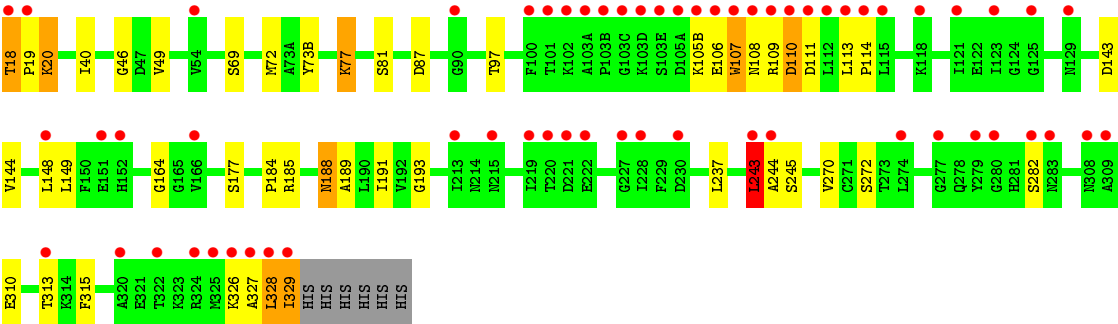 T18 P19 K20 I40 G46 D47 V49 V54 S69 M72 A73A Y73B K77 S81 D87 G90 T97 F100 T101 K102 A103A P103B G103C K103D S103E D105A K105B E106 W107 N108 R109 D110 D111 L112 L113 P114 L115 K118 I121 E122 I123 G124 G125 N129 D143
V144 L148 L149 F150 E151 H152 G164 G165 V166 S177 P184 R185 N188 A189 L190 I191 V192 G193 I213 N214 N215 I219 T220 D221 E222 G227 I228 F229 D230 L237 L243 A244 S245 V270 C271 S272 T273 L274 G277 Q278 Y279 G280 H281 S282 N283 N308 A309
E310 T313 K314 F315 A320 E321 T322 K323 R324 M325 K326 A327 L328 I329 HIS HIS HIS HIS HIS HIS